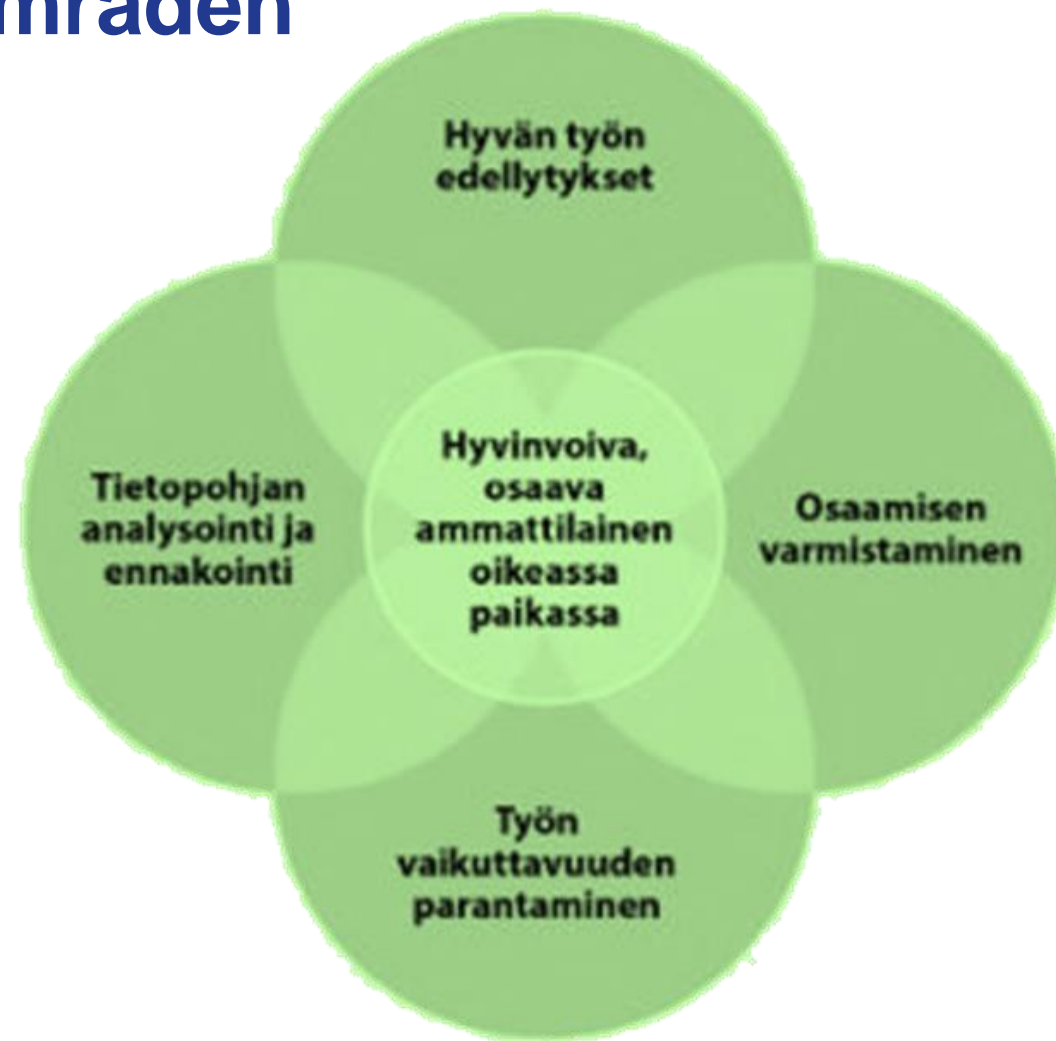 mråden
Hyvän työn
edellytykset
Tietopohjan
analysointi ja
ennakointi
Hyvinvoiva,
osaava
ammattilainen
oikeassa
paikassa
Osaamisen
varmistaminen
Työn
vaikuttavuuden
parantaminen